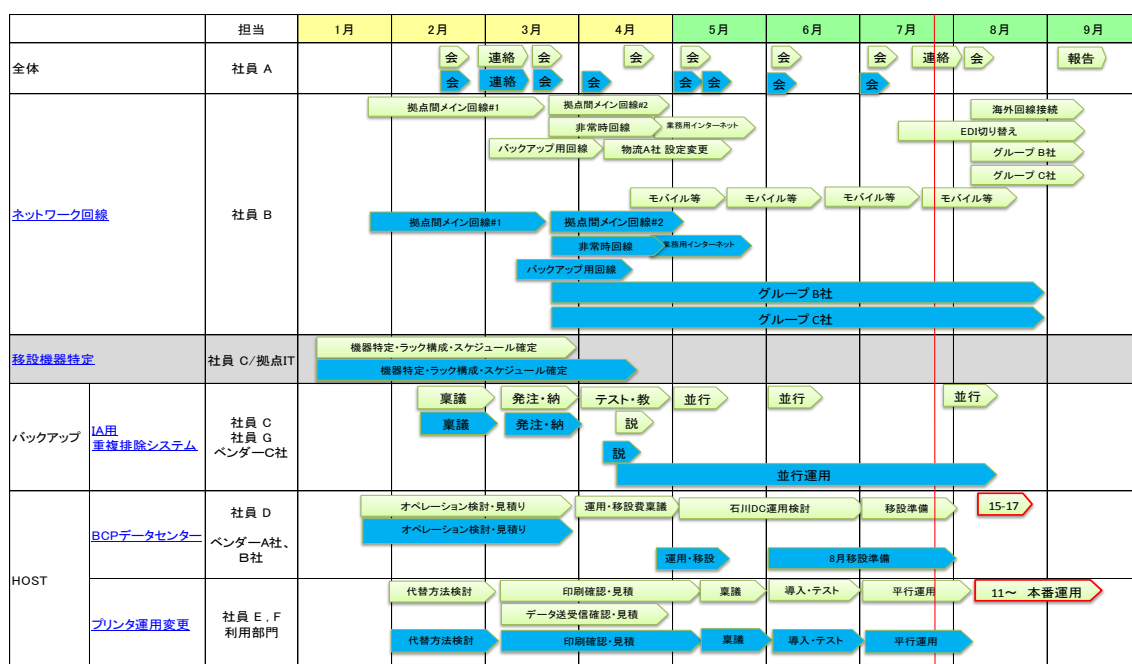 担当
1月
2月
3月
4月
5月
6月
7月
8月
9月
全体
社員 A
会
連絡
会
会
会
会
会
連絡
会
報告
会
連絡
会
会
会
会
会
会
ネットワーク回線
社員 B
拠点間メイン回線#1
拠点間メイン回線#2
海外回線接続
非常時回線
業務用インターネット
EDI切り替え
バックアップ用回線
物流A社 設定変更
グループ B社
グループ C社
モバイル等
モバイル等
モバイル等
モバイル等
拠点間メイン回線#1
拠点間メイン回線#2
非常時回線
業務用インターネット
バックアップ用回線
グループ B社
グループ C社
移設機器特定
社員 C/拠点IT
機器特定・ラック構成・スケジュール確定
機器特定・ラック構成・スケジュール確定
バックアップ
IA用
重複排除システム
社員 C
社員 G
ベンダーC社
稟議
発注・納
テスト・教
並行
並行
並行
稟議
発注・納
説
説
並行運用
HOST
BCPデータセンター
社員 D
ベンダーA社、
B社
オペレーション検討・見積り
運用・移設費稟議
石川DC運用検討
移設準備
15-17
オペレーション検討・見積り
運用・移設
8月移設準備
プリンタ運用変更
社員 E , F
利用部門
代替方法検討
印刷確認・見積
稟議
導入・テスト
平行運用
11～ 本番運用
データ送受信確認・見積
代替方法検討
印刷確認・見積
稟議
導入・テスト
平行運用